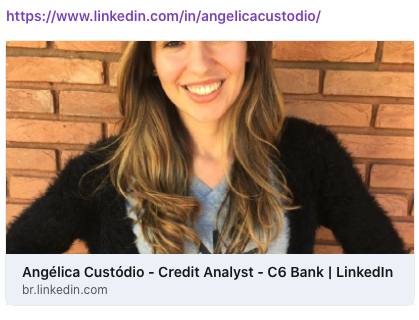 https://www.linkedin.com/in/angelicacustodio/
Angélica Custódio - Credit Analyst - C6 Bank | LinkedIn
br.linkedin.com